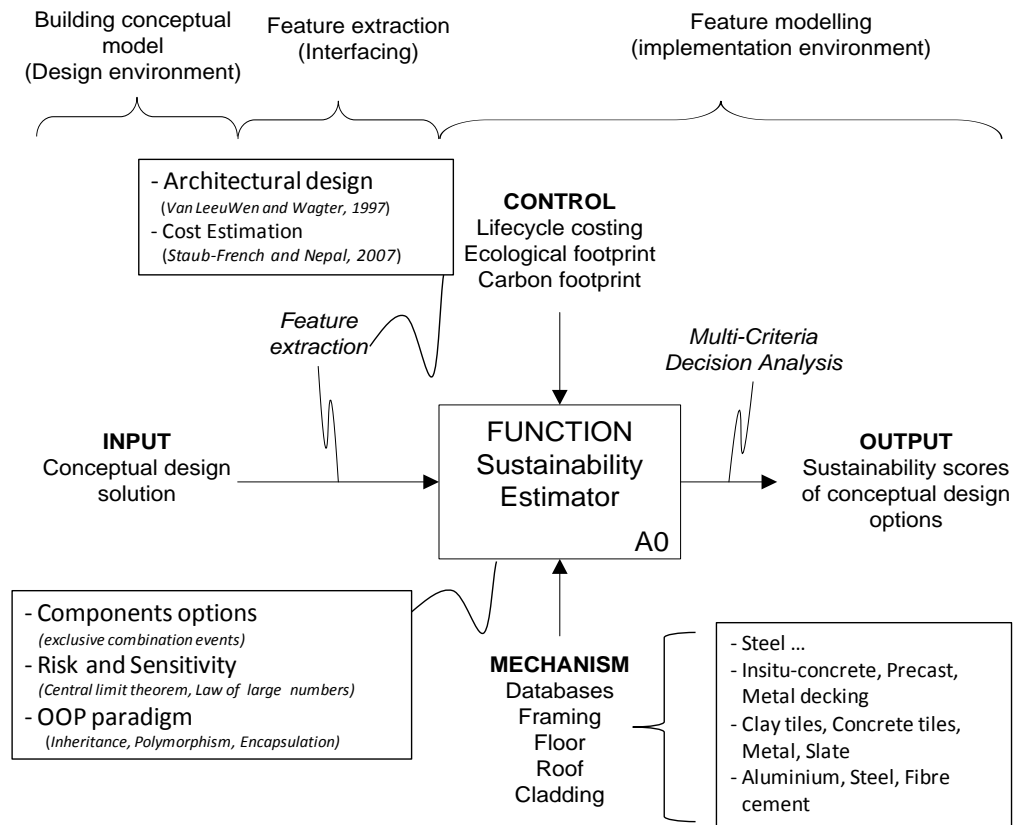 Building conceptual
model
(Design environment)
Feature extraction
(Interfacing)
Feature modelling
(implementation environment)
- Architectural design
(Van LeeuWen and Wagter, 1997)
- Cost Estimation
(Staub-French and Nepal, 2007)
CONTROL
Lifecycle costing
Ecological footprint
Carbon footprint
Feature
extraction
Multi-Criteria
Decision Analysis
INPUT
Conceptual design
solution
FUNCTION
Sustainability
Estimator
A0
OUTPUT
Sustainability scores
of conceptual design
options
- Components options
(exclusive combination events)
- Risk and Sensitivity
(Central limit theorem, Law of large numbers)
- OOP paradigm
(Inheritance, Polymorphism, Encapsulation)
MECHANISM
Databases
Framing
Floor
Roof
Cladding
- Steel ...
- Insitu-concrete, Precast,
Metal decking
- Clay tiles, Concrete tiles,
Metal, Slate
- Aluminium, Steel, Fibre
cement